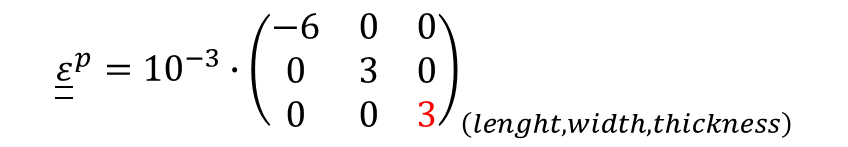 ε̳ᵖ = 10⁻³ · (−6 0 0
0 3 0
0 0 3)(lenght,width,thickness)